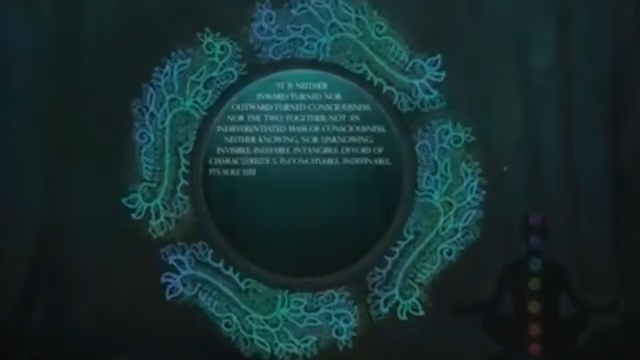 "IT IS NEITHER
INWARD-TURNED NOR
OUTWARD-TURNED CONSCIOUSNESS,
NOR THE TWO TOGETHER; NOT AN
INDIFFERENTIATED MASS OF CONSCIOUSNESS;
NEITHER KNOWING, NOR UNKNOWING;
INVISIBLE, INEFFABLE, INTANGIBLE, DEVOID OF
CHARACTERISTICS, INCONCEIVABLE, INDEFINABLE,
ITS SOLE